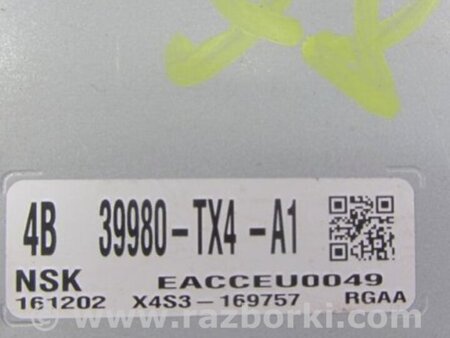 4B 39980-TX4-A1
NSK EACCEU0049
161202 X4S3-169757 RGAA
www.razborki.com